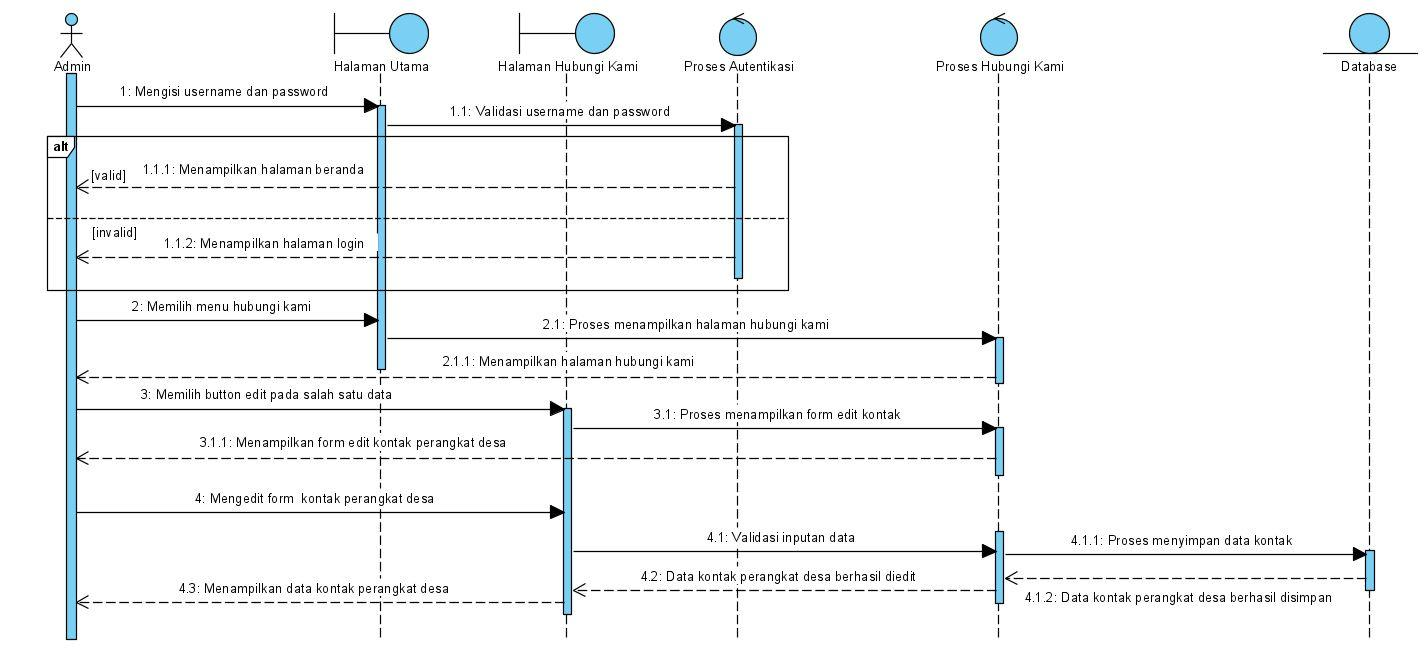 Admin
Halaman Utama
Halaman Hubungi Kami
Proses Autentikasi
Proses Hubungi Kami
Database
1: Mengisi username dan password
1.1: Validasi username dan password
alt
[valid]
1.1.1: Menampilkan halaman beranda
[invalid]
1.1.2: Menampilkan halaman login
2: Memilih menu hubungi kami
2.1: Proses menampilkan halaman hubungi kami
2.1.1: Menampilkan halaman hubungi kami
3: Memilih button edit pada salah satu data
3.1: Proses menampilkan form edit kontak
3.1.1: Menampilkan form edit kontak perangkat desa
4: Mengedit form  kontak perangkat desa
4.1: Validasi inputan data
4.1.1: Proses menyimpan data kontak
4.2: Data kontak perangkat desa berhasil diedit
4.3: Menampilkan data kontak perangkat desa
4.1.2: Data kontak perangkat desa berhasil disimpan